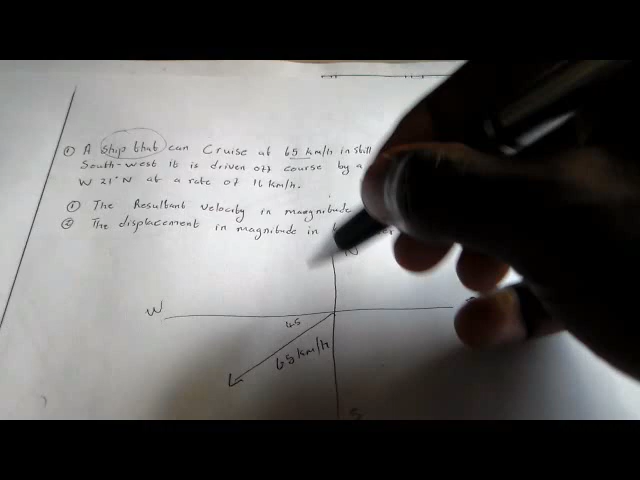 ① A ship that can Cruise at 65 km/h in still
South-west it is driven off course by a
W 21° N at a rate of 16 km/h.
① The Resultant velocity in magnitude
② The displacement in magnitude in
N
W
45
65 km/h
S